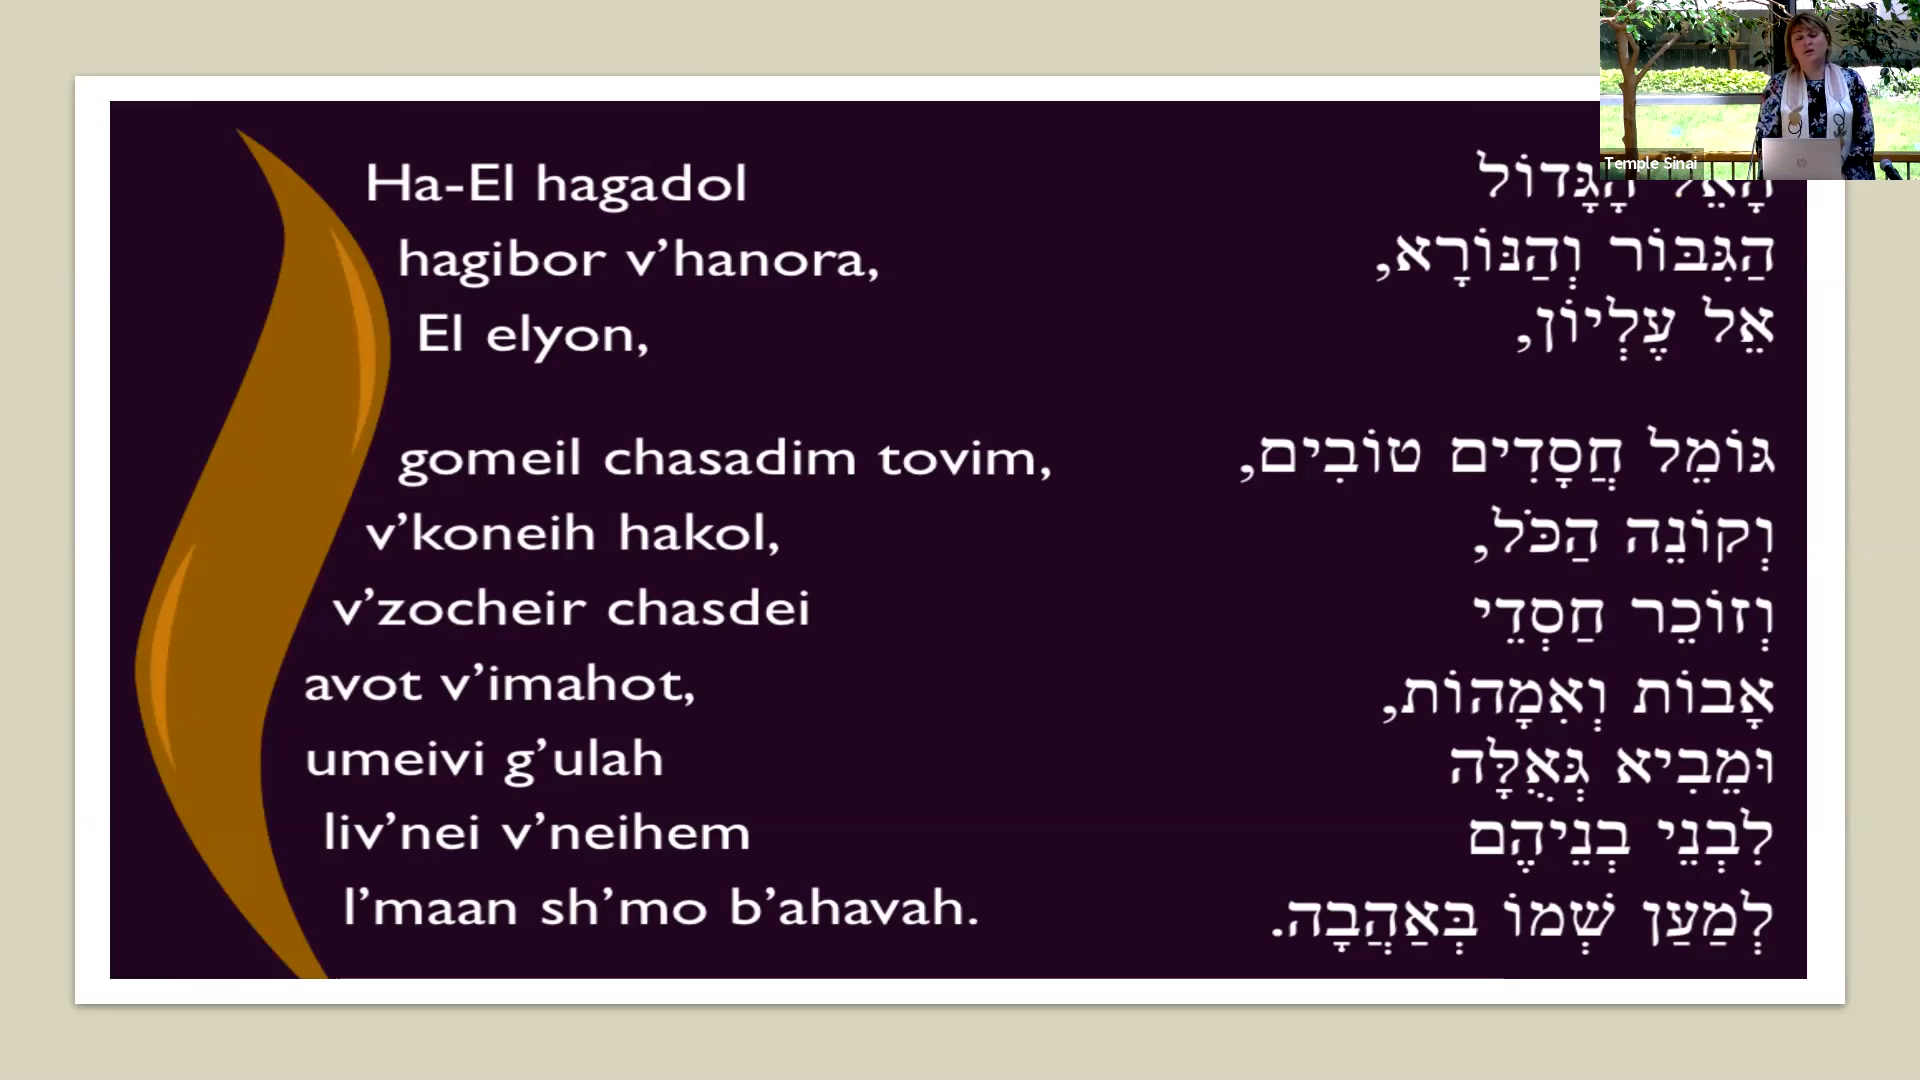 Temple Sinai
Ha-El hagadol
hagibor v’hanora,
El elyon,
gomeil chasadim tovim,
v’koneih hakol,
v’zocheir chasdei
avot v’imahot,
umeivi g’ulah
liv’nei v’neihem
l’maan sh’mo b’ahavah.
הָאֵל הַָגָּדוֹל
הַגִּבּוֹר וְהַנּוֹרָא,
אֵל עֶלְיוֹן,
גּוֹמֵל חֲסָדִים טוֹבִים,
וְקוֹנֵה הַכֹּל,
וְזוֹכֵר חַסְדֵי
אָבוֹת וְאִמָהוֹת,
וּמֵבִיא גְּאֻלָּה
לִבְנֵי בְנֵיהֶם
לְמַעַן שְׁמוֹ בְּאַהֲבָה.